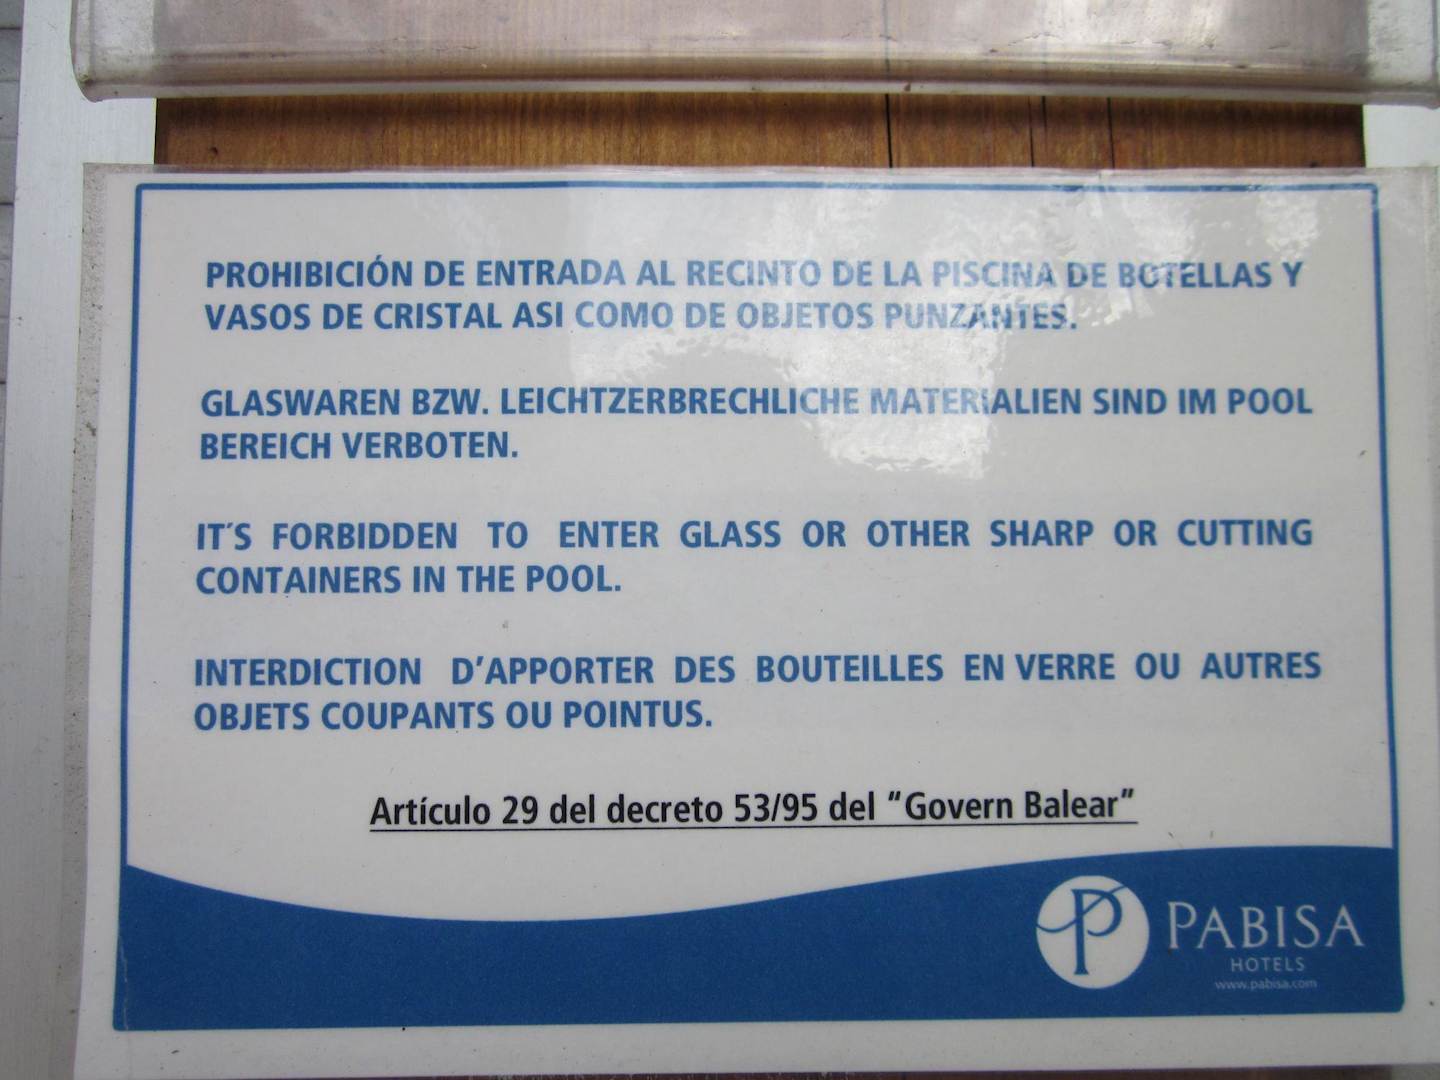 PROHIBICIÓN DE ENTRADA AL RECINTO DE LA PISCINA DE BOTELLAS Y
VASOS DE CRISTAL ASI COMO DE OBJETOS PUNZANTES.
GLASWAREN BZW. LEICHTZERBRECHLICHE MATERIALIEN SIND IM POOL
BEREICH VERBOTEN.
IT´S FORBIDDEN TO ENTER GLASS OR OTHER SHARP OR CUTTING
CONTAINERS IN THE POOL.
INTERDICTION D’APPORTER DES BOUTEILLES EN VERRE OU AUTRES
OBJETS COUPANTS OU POINTUS.
Artículo 29 del decreto 53/95 del “Govern Balear”
P PABISA
HOTELS
www.pabisa.com